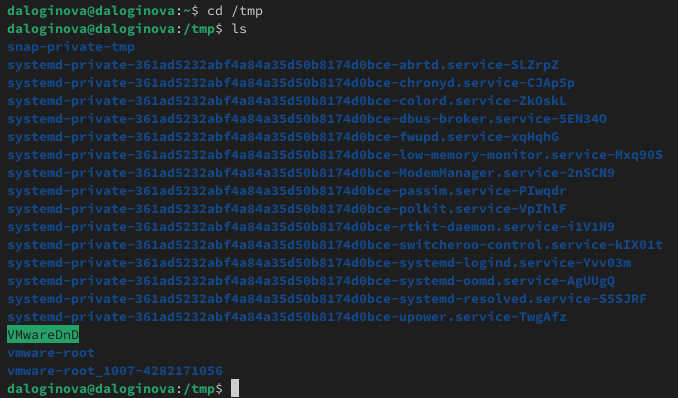 daloginova@daloginova:~$ cd /tmp
daloginova@daloginova:/tmp$ ls
snap-private-tmp
systemd-private-361ad5232abf4a84a35d50b8174d0bce-abrtd.service-SLZrpZ
systemd-private-361ad5232abf4a84a35d50b8174d0bce-chronyd.service-CJAp5p
systemd-private-361ad5232abf4a84a35d50b8174d0bce-colord.service-ZkOskL
systemd-private-361ad5232abf4a84a35d50b8174d0bce-dbus-broker.service-5EN34O
systemd-private-361ad5232abf4a84a35d50b8174d0bce-fwupd.service-xqHqhG
systemd-private-361ad5232abf4a84a35d50b8174d0bce-low-memory-monitor.service-Mxq90S
systemd-private-361ad5232abf4a84a35d50b8174d0bce-ModemManager.service-2nSCN9
systemd-private-361ad5232abf4a84a35d50b8174d0bce-passim.service-PIwqdr
systemd-private-361ad5232abf4a84a35d50b8174d0bce-polkit.service-VpIhlF
systemd-private-361ad5232abf4a84a35d50b8174d0bce-rtkit-daemon.service-i1V1N9
systemd-private-361ad5232abf4a84a35d50b8174d0bce-switcheroo-control.service-kIX01t
systemd-private-361ad5232abf4a84a35d50b8174d0bce-systemd-logind.service-Yvv03m
systemd-private-361ad5232abf4a84a35d50b8174d0bce-systemd-oomd.service-AgUUgQ
systemd-private-361ad5232abf4a84a35d50b8174d0bce-systemd-resolved.service-S5SJRF
systemd-private-361ad5232abf4a84a35d50b8174d0bce-upower.service-TwgAfz
VMwareDnD
vmware-root
vmware-root_1007-4282171056
daloginova@daloginova:/tmp$